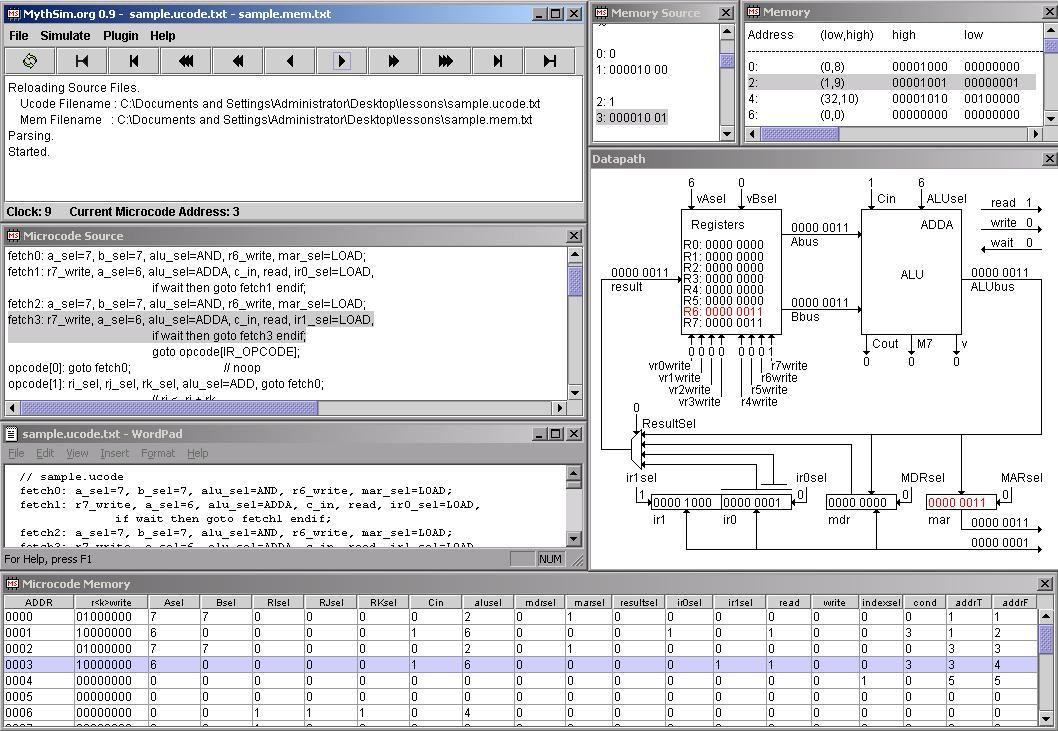 MythSim.org 0.9 - sample.ucode.txt - sample.mem.txt
File Simulate Plugin Help
Reloading Source Files.
Ucode Filename : C:\Documents and Settings\Administrator\Desktop\lessons\sample.ucode.txt
Mem Filename : C:\Documents and Settings\Administrator\Desktop\lessons\sample.mem.txt
Parsing.
Started.
Clock: 9 Current Microcode Address: 3
Memory Source
0: 0
1: 000010 00
2: 1
3: 000010 01
Memory
Address (low,high) high low
0: (0,8) 00001000 00000000
2: (1,9) 00001001 00000001
4: (32,10) 00001010 00100000
6: (0,0) 00000000 00000000
Microcode Source
fetch0: a_sel=7, b_sel=7, alu_sel=AND, r6_write, mar_sel=LOAD;
fetch1: r7_write, a_sel=6, alu_sel=ADDA, c_in, read, ir0_sel=LOAD,
if wait then goto fetch1 endif;
fetch2: a_sel=7, b_sel=7, alu_sel=AND, r6_write, mar_sel=LOAD;
fetch3: r7_write, a_sel=6, alu_sel=ADDA, c_in, read, ir1_sel=LOAD,
if wait then goto fetch3 endif;
goto opcode[IR_OPCODE];
opcode[0]: goto fetch0; // noop
opcode[1]: ri_sel, rj_sel, rk_sel, alu_sel=ADD, goto fetch0;
sample.ucode.txt - WordPad
File Edit View Insert Format Help
// sample.ucode
fetch0: a_sel=7, b_sel=7, alu_sel=AND, r6_write, mar_sel=LOAD;
fetch1: r7_write, a_sel=6, alu_sel=ADDA, c_in, read, ir0_sel=LOAD,
if wait then goto fetch1 endif;
fetch2: a_sel=7, b_sel=7, alu_sel=AND, r6_write, mar_sel=LOAD;
fetch3: r7_write, a_sel=6, alu_sel=ADDA, c_in, read, ir1_sel=LOAD,
For Help, press F1 NUM
Datapath
6 0 1 6
vAsel vBsel Cin ALUsel
read 1
write 0
wait 0
Registers
R0: 0000 0000
R1: 0000 0000
R2: 0000 0000
R3: 0000 0000
R4: 0000 0000
R5: 0000 0000
R6: 0000 0011
R7: 0000 0011
0000 0011
result
0000 0011
Abus
0000 0011
Bbus
ADDA
ALU
0000 0011
ALUbus
Cout M7 v
0 0 0
0 0 0 0 0 0 0 1
vr0write
vr1write
vr2write
vr3write
r7write
r6write
r5write
r4write
0
ResultSel
ir1sel ir0sel MDRsel MARsel
1 0000 1000 0000 0001 0 0000 0000 0 0000 0011 0
ir1 ir0 mdr mar
0000 0011
0000 0001
Microcode Memory
ADDR r<k>write Asel Bsel RIsel RJsel RKsel Cin alusel mdrsel marsel resultsel ir0sel ir1sel read write indexsel cond addrT addrF
0000 01000000 7 7 0 0 0 0 2 0 1 0 0 0 0 0 0 0 1 1
0001 10000000 6 0 0 0 0 1 6 0 0 0 1 0 1 0 0 3 1 2
0002 01000000 7 7 0 0 0 0 2 0 1 0 0 0 0 0 0 0 3 3
0003 10000000 6 0 0 0 0 1 6 0 0 0 0 1 1 0 0 3 3 4
0004 00000000 0 0 0 0 0 0 0 0 0 0 0 0 0 0 1 0 5 5
0005 00000000 0 0 0 0 0 0 0 0 0 0 0 0 0 0 0 0 0 0
0006 00000000 0 0 1 1 1 0 4 0 0 0 0 0 0 0 0 0 0 0